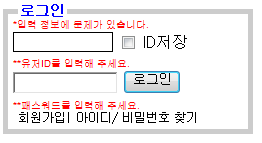 로그인
*입력 정보에 문제가 있습니다.
ID저장
**유저ID를 입력해 주세요.
로그인
**패스워드를 입력해 주세요.
회원가입| 아이디/ 비밀번호 찾기